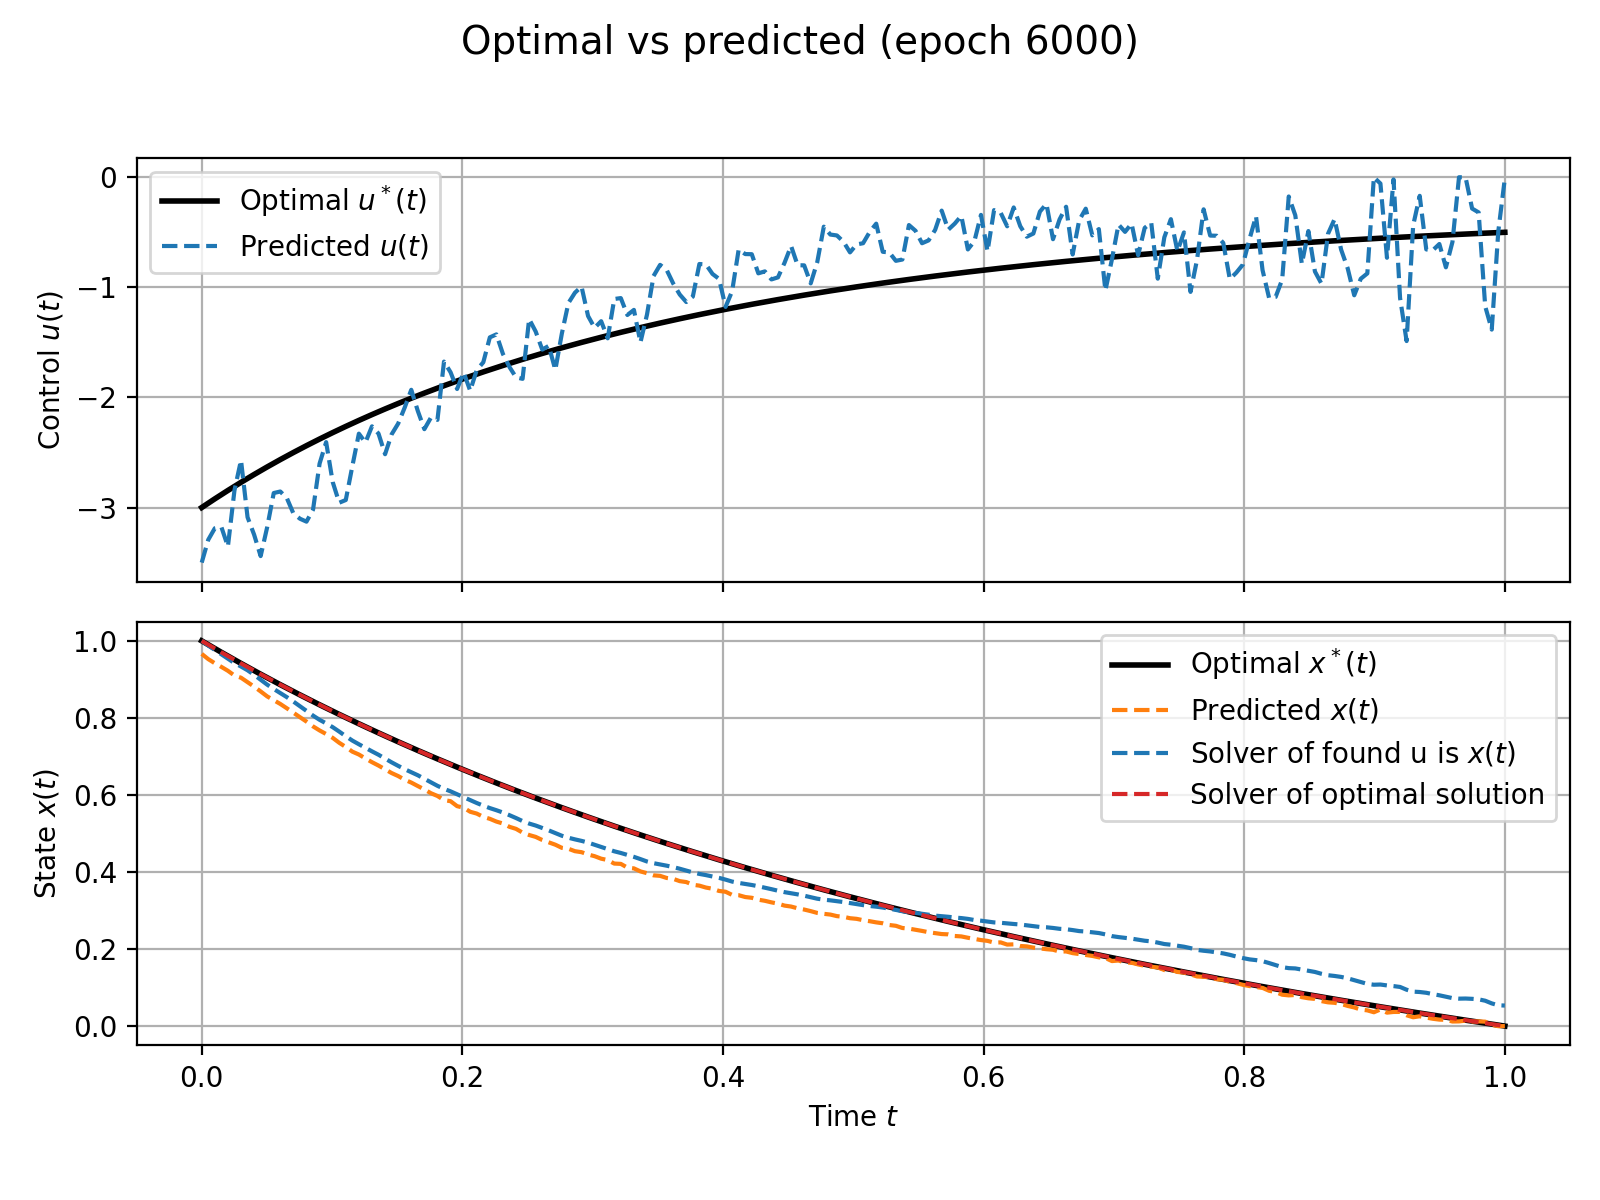 Optimal vs predicted (epoch 6000)
Control u(t)
0
−1
−2
−3
Optimal u*(t)
Predicted u(t)
State x(t)
1.0
0.8
0.6
0.4
0.2
0.0
Optimal x*(t)
Predicted x(t)
Solver of found u is x(t)
Solver of optimal solution
0.0 0.2 0.4 0.6 0.8 1.0
Time t